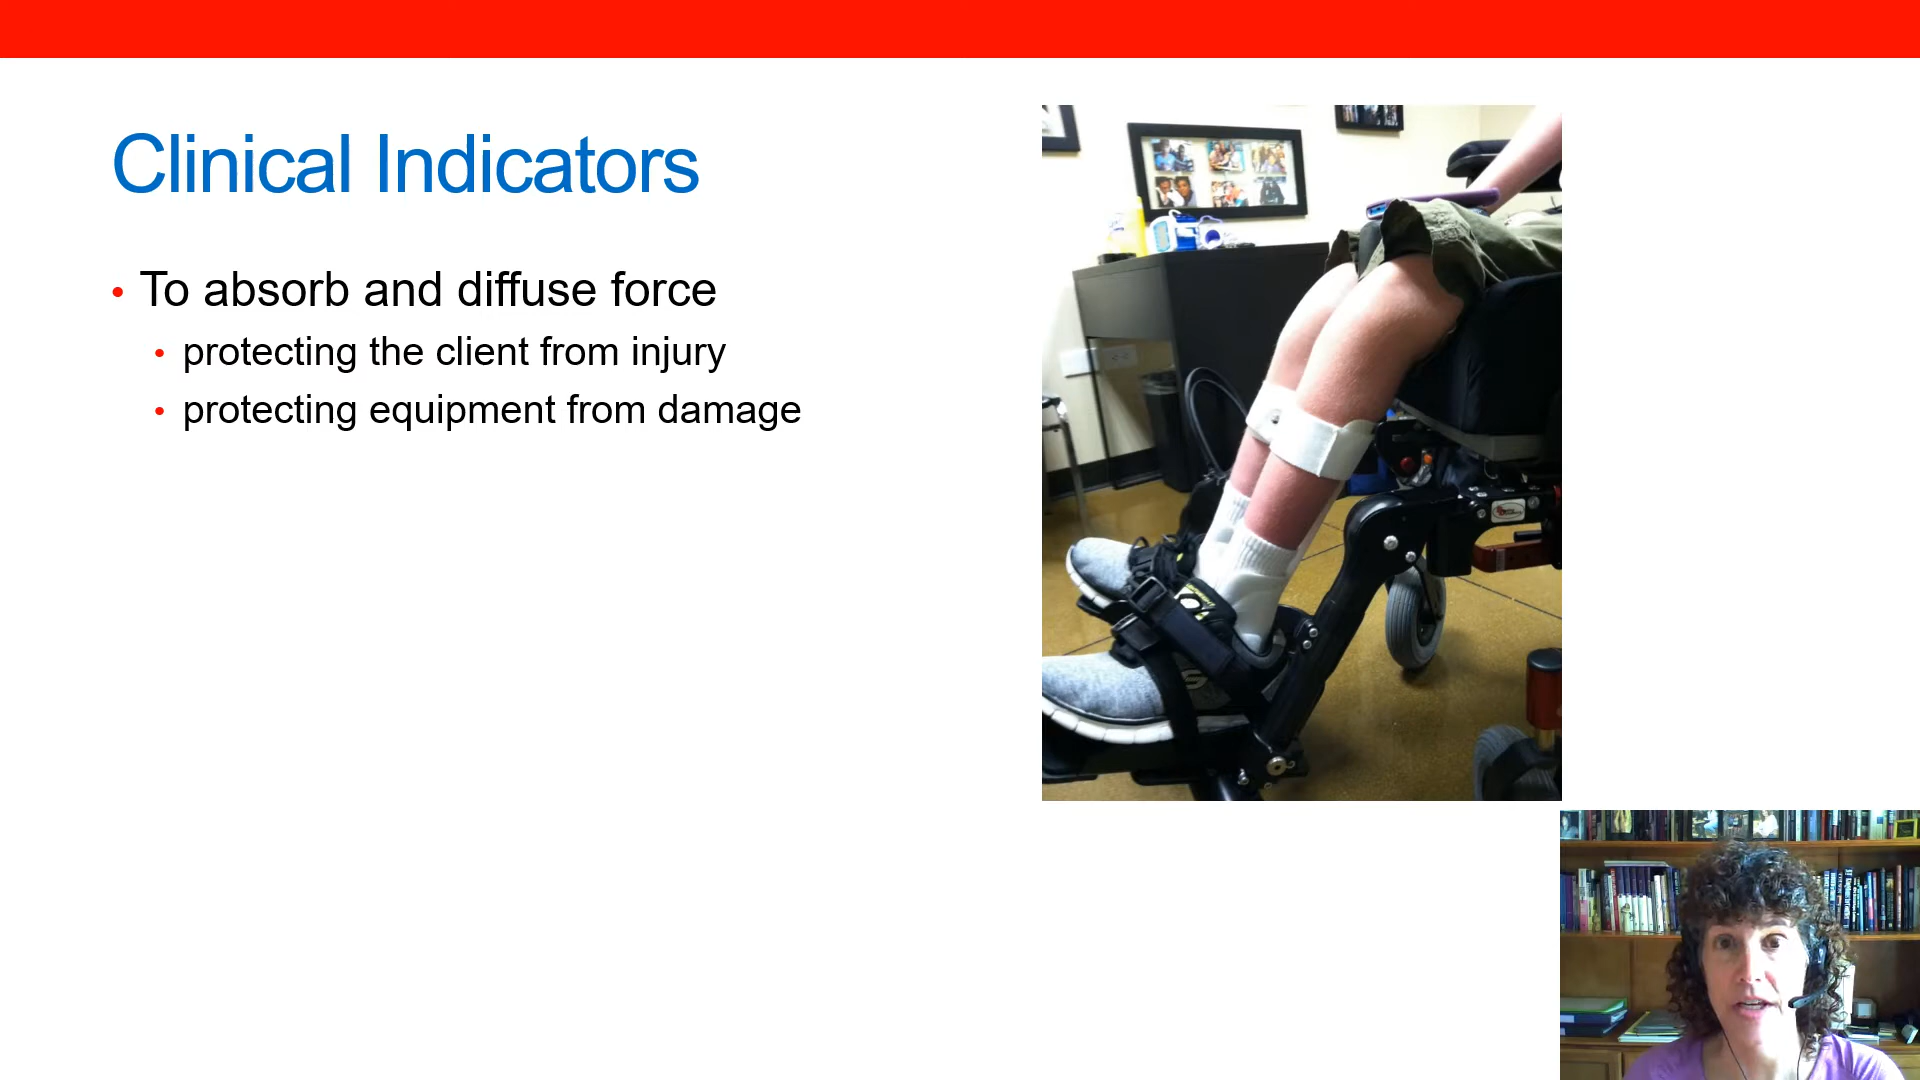 Clinical Indicators
• To absorb and diffuse force
• protecting the client from injury
• protecting equipment from damage